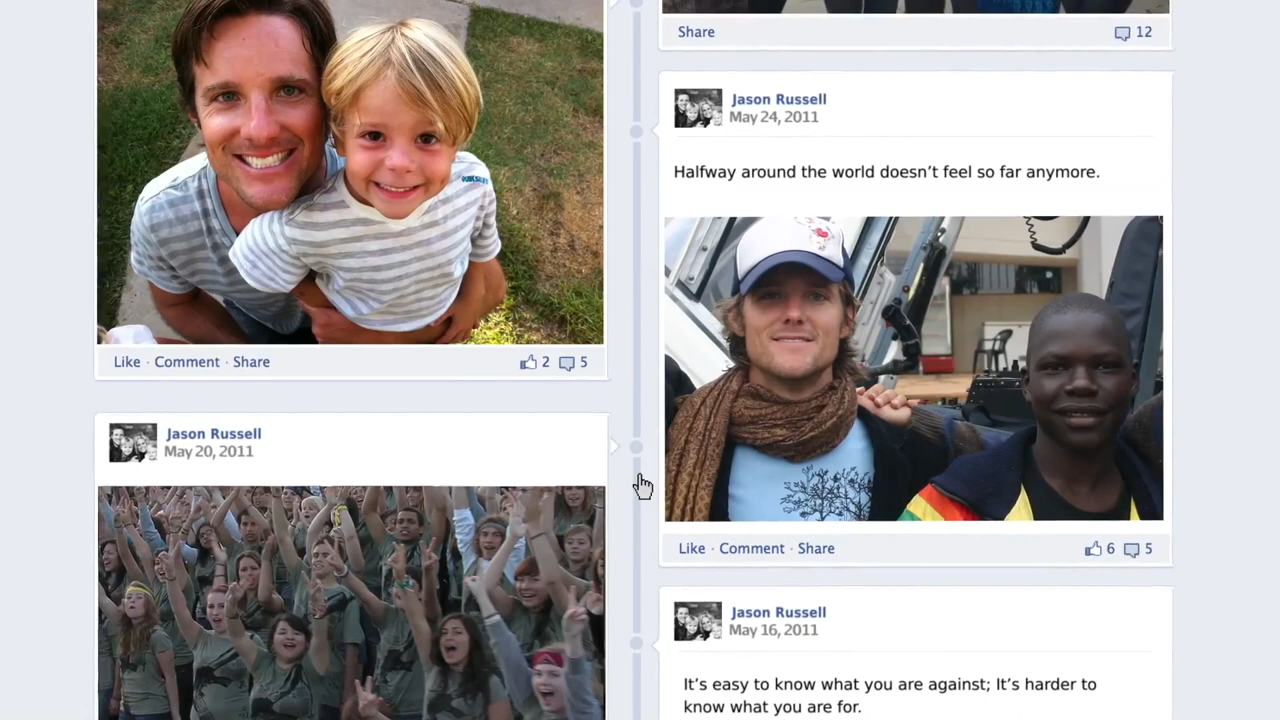 Like · Comment · Share
2
5
Jason Russell
May 20, 2011
Share
12
Jason Russell
May 24, 2011
Halfway around the world doesn’t feel so far anymore.
Like · Comment · Share
6
5
Jason Russell
May 16, 2011
It’s easy to know what you are against; It’s harder to
know what you are for.